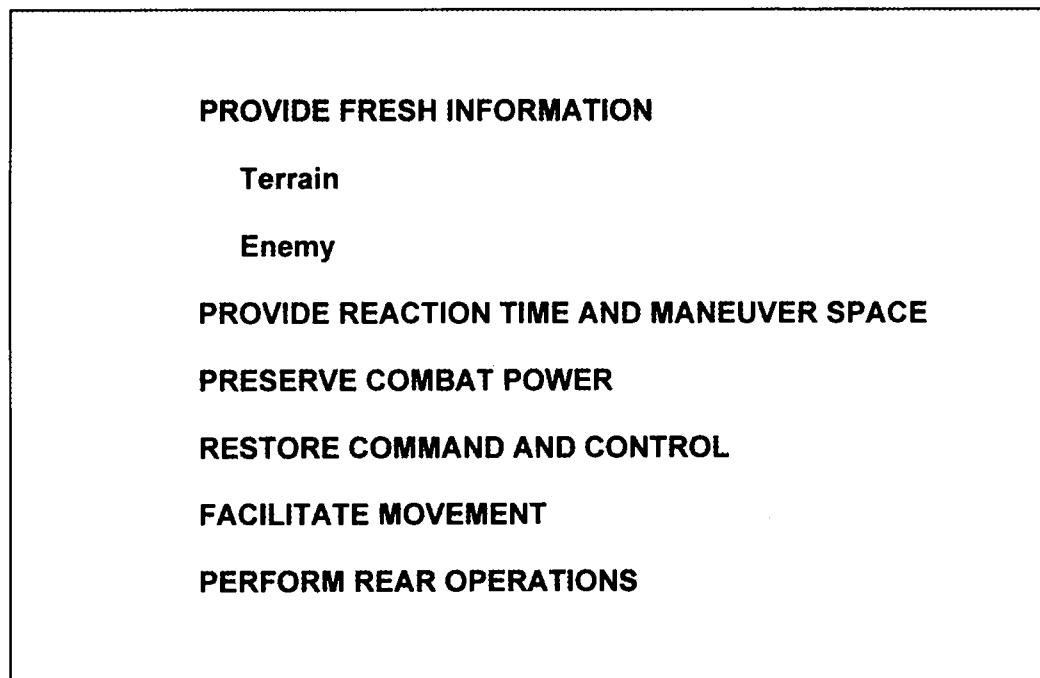 PROVIDE FRESH INFORMATION
Terrain
Enemy
PROVIDE REACTION TIME AND MANEUVER SPACE
PRESERVE COMBAT POWER
RESTORE COMMAND AND CONTROL
FACILITATE MOVEMENT
PERFORM REAR OPERATIONS